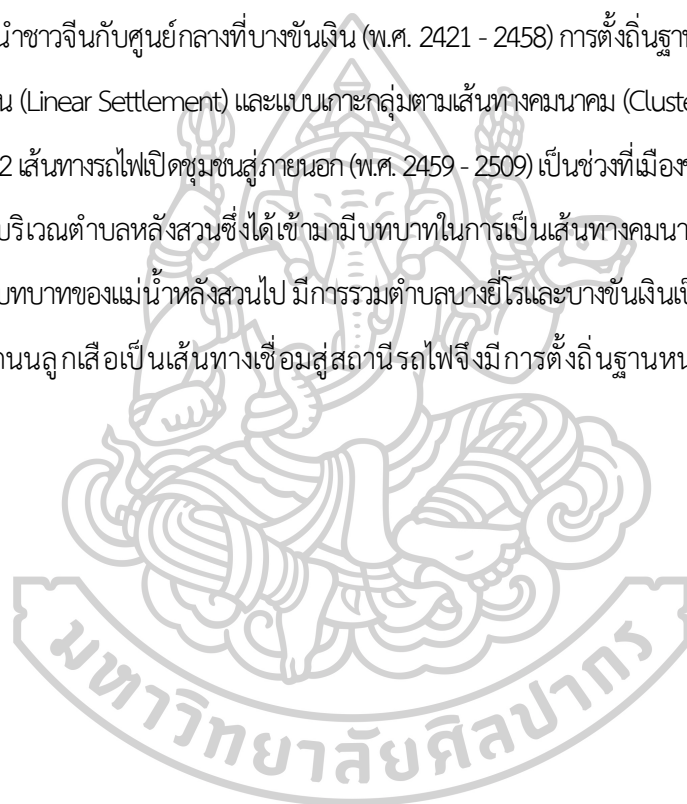 นำชาวจีนกับศูนย์กลางที่บางขันเงิน (พ.ศ. 2421 - 2458) การตั้งถิ่นฐาน
น (Linear Settlement) และแบบเกาะกลุ่มตามเส้นทางคมนาคม (Cluste
2 เส้นทางรถไฟเปิดชุมชนสู่ภายนอก (พ.ศ. 2459 - 2509) เป็นช่วงที่เมือง
บริเวณตำบลหลังสวนซึ่งได้เข้ามามีบทบาทในการเป็นเส้นทางคมนา
บทบาทของแม่น้ำหลังสวนไป มีการรวมตำบลบางยี่โรและบางขันเงินเป็
านนลูกเสือเป็นเส้นทางเชื่อมสู่สถานีรถไฟจึงมีการตั้งถิ่นฐานหน
มหาวิทยาลัยศิลปากร